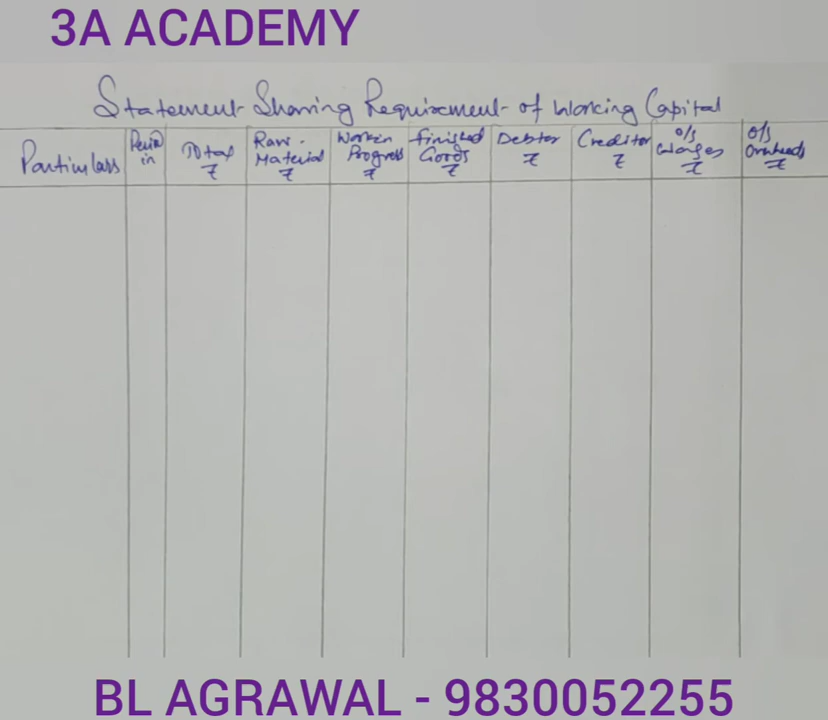 3A ACADEMY
Statement Showing Requirement of Working Capital
Particulars Period in Total ₹ Raw Material ₹ Work in Progress ₹ Finished Goods ₹ Debtor ₹ Creditor ₹ o/s Wages ₹ o/s Overheads ₹
BL AGRAWAL - 9830052255